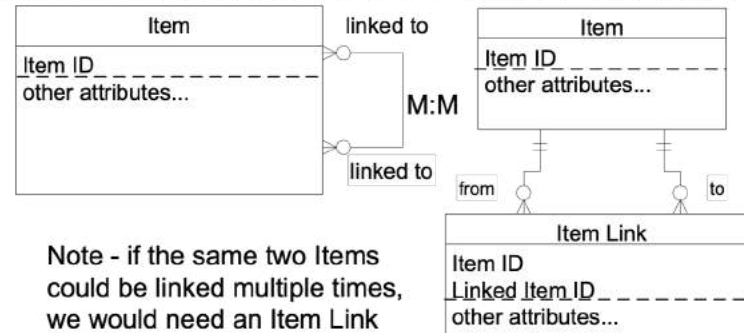 Item
Item ID
other attributes...
linked to
M:M
linked to
Item
Item ID
other attributes...
from
to
Item Link
Item ID
Linked Item ID
other attributes...
Note - if the same two Items
could be linked multiple times,
we would need an Item Link